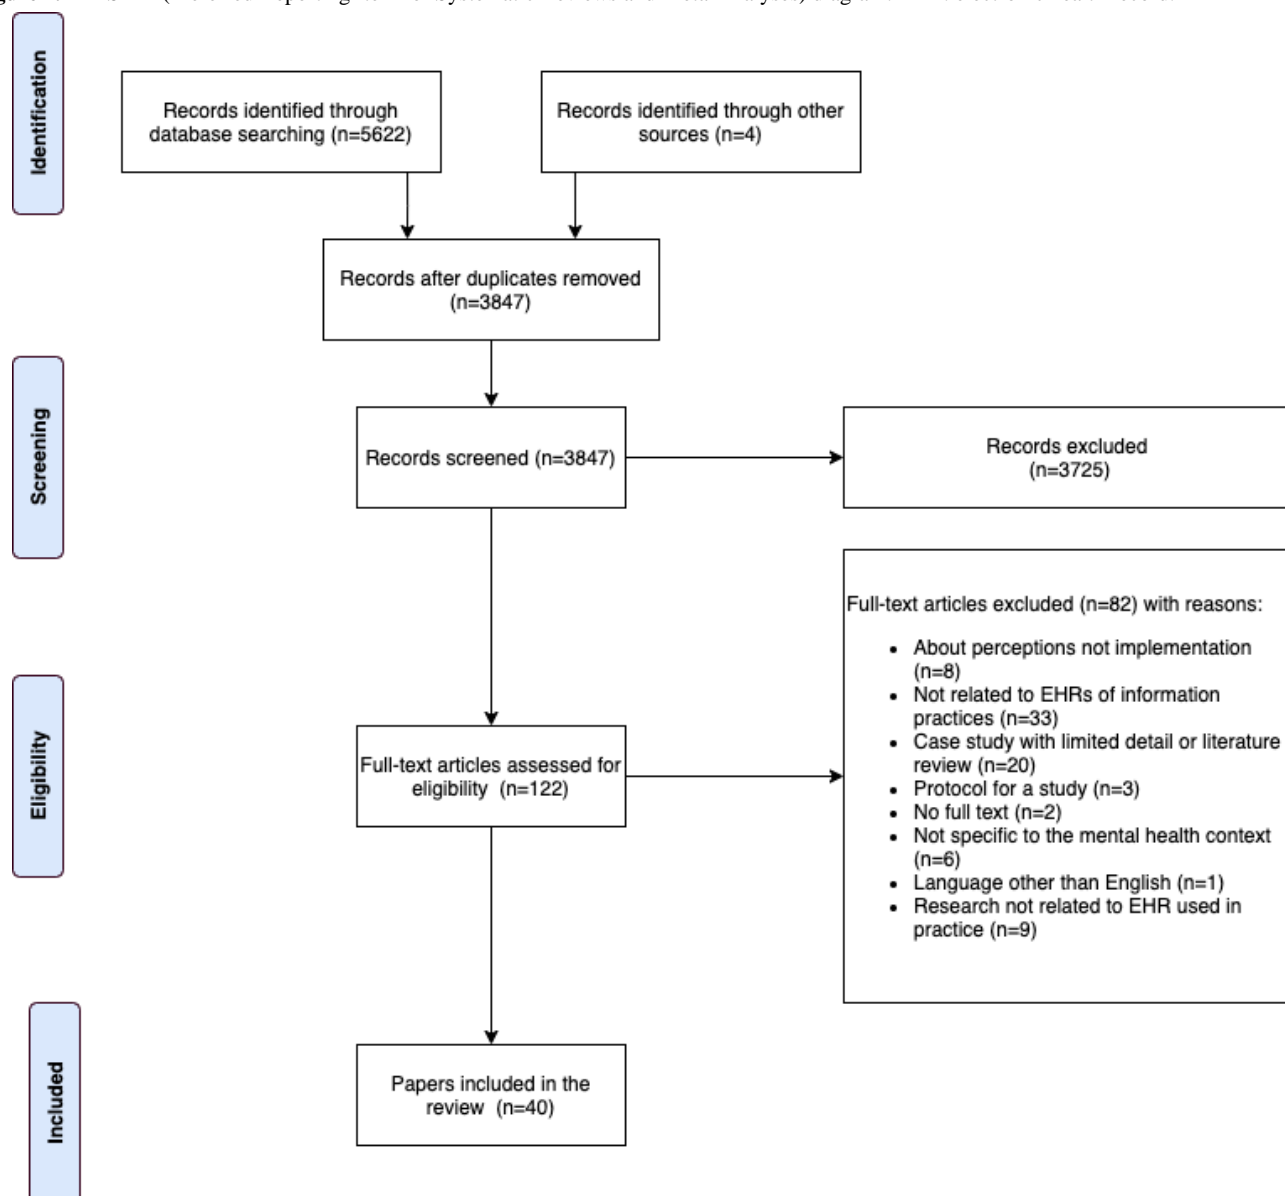 Identification
Records identified through
database searching (n=5622)
Records identified through other
sources (n=4)
Records after duplicates removed
(n=3847)
Screening
Records screened (n=3847)
Records excluded
(n=3725)
Eligibility
Full-text articles assessed for
eligibility (n=122)
Full-text articles excluded (n=82) with reasons:
• About perceptions not implementation
(n=8)
• Not related to EHRs of information
practices (n=33)
• Case study with limited detail or literature
review (n=20)
• Protocol for a study (n=3)
• No full text (n=2)
• Not specific to the mental health context
(n=6)
• Language other than English (n=1)
• Research not related to EHR used in
practice (n=9)
Included
Papers included in the
review (n=40)